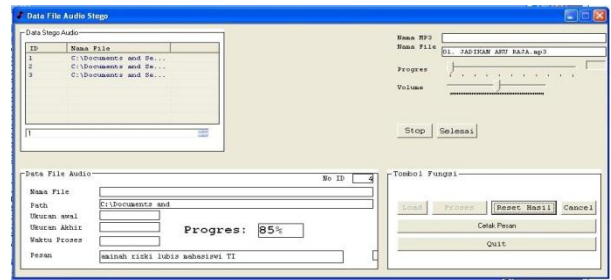 Data File Audio Stego
Data Stego Audio
ID Nama File
1 C:\Documents and Se...
2 C:\Documents and Se...
3 C:\Documents and Se...
1
Nama MP3
Nama File 01. JADIKAN AKU RAJA.mp3
Progres
Volume
Stop Selesai
Data File Audio
No ID 4
Nama File
Path C:\Documents and
Ukuran awal
Ukuran Akhir
Waktu Proses
Progres: 85%
Pesan aminah rizki lubis mahasiswi TI
Tombol Fungsi
Load Proses Reset Hasil Cancel
Cetak Pesan
Quit